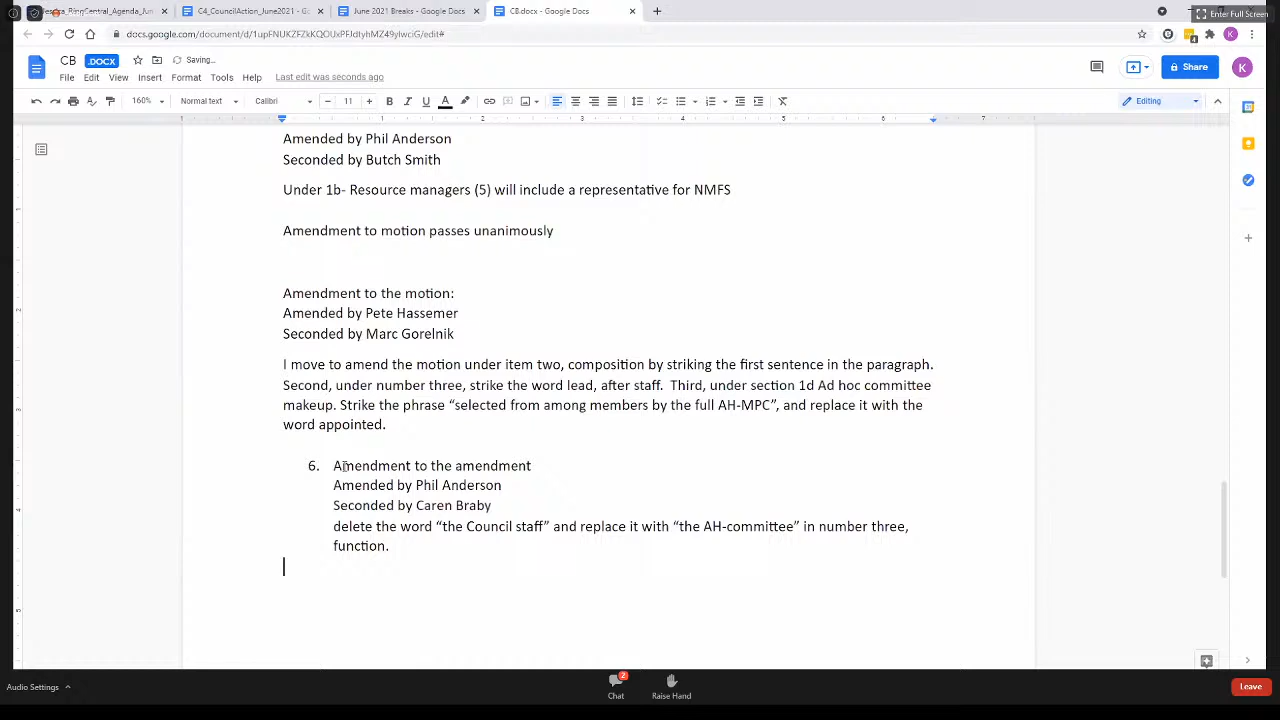 C4_CouncilAction_June2021 - G
June 2021 Breaks - Google Docs
CB.docx - Google Docs
Enter Full Screen
docs.google.com/document/d/1upFNUKZFZkKQOUxPFJdtyhMZ49ylwciG/edit#
CB .DOCX Saving...
File Edit View Insert Format Tools Help Last edit was seconds ago
Share
K
160% Normal text Calibri 11 Editing
Amended by Phil Anderson
Seconded by Butch Smith
Under 1b- Resource managers (5) will include a representative for NMFS
Amendment to motion passes unanimously
Amendment to the motion:
Amended by Pete Hassemer
Seconded by Marc Gorelnik
I move to amend the motion under item two, composition by striking the first sentence in the paragraph.
Second, under number three, strike the word lead, after staff. Third, under section 1d Ad hoc committee
makeup. Strike the phrase “selected from among members by the full AH-MPC”, and replace it with the
word appointed.
6. Amendment to the amendment
Amended by Phil Anderson
Seconded by Caren Braby
delete the word “the Council staff” and replace it with “the AH-committee” in number three,
function.
Audio Settings
2
Chat
Raise Hand
Leave